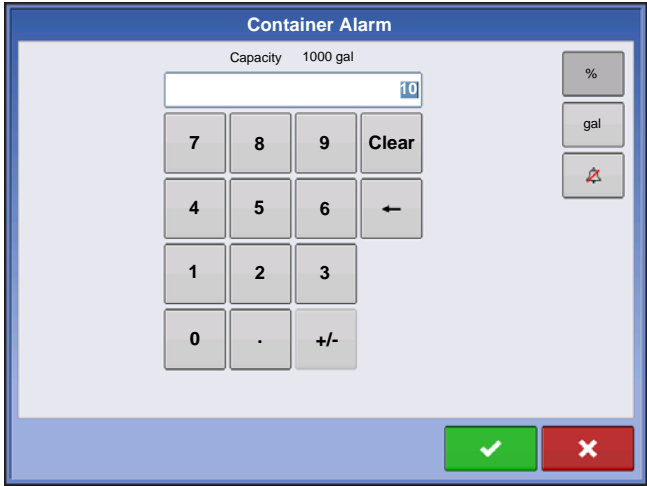 Container Alarm
Capacity 1000 gal
10
%
7 8 9 Clear
gal
4 5 6 ←
1 2 3
0 . +/-